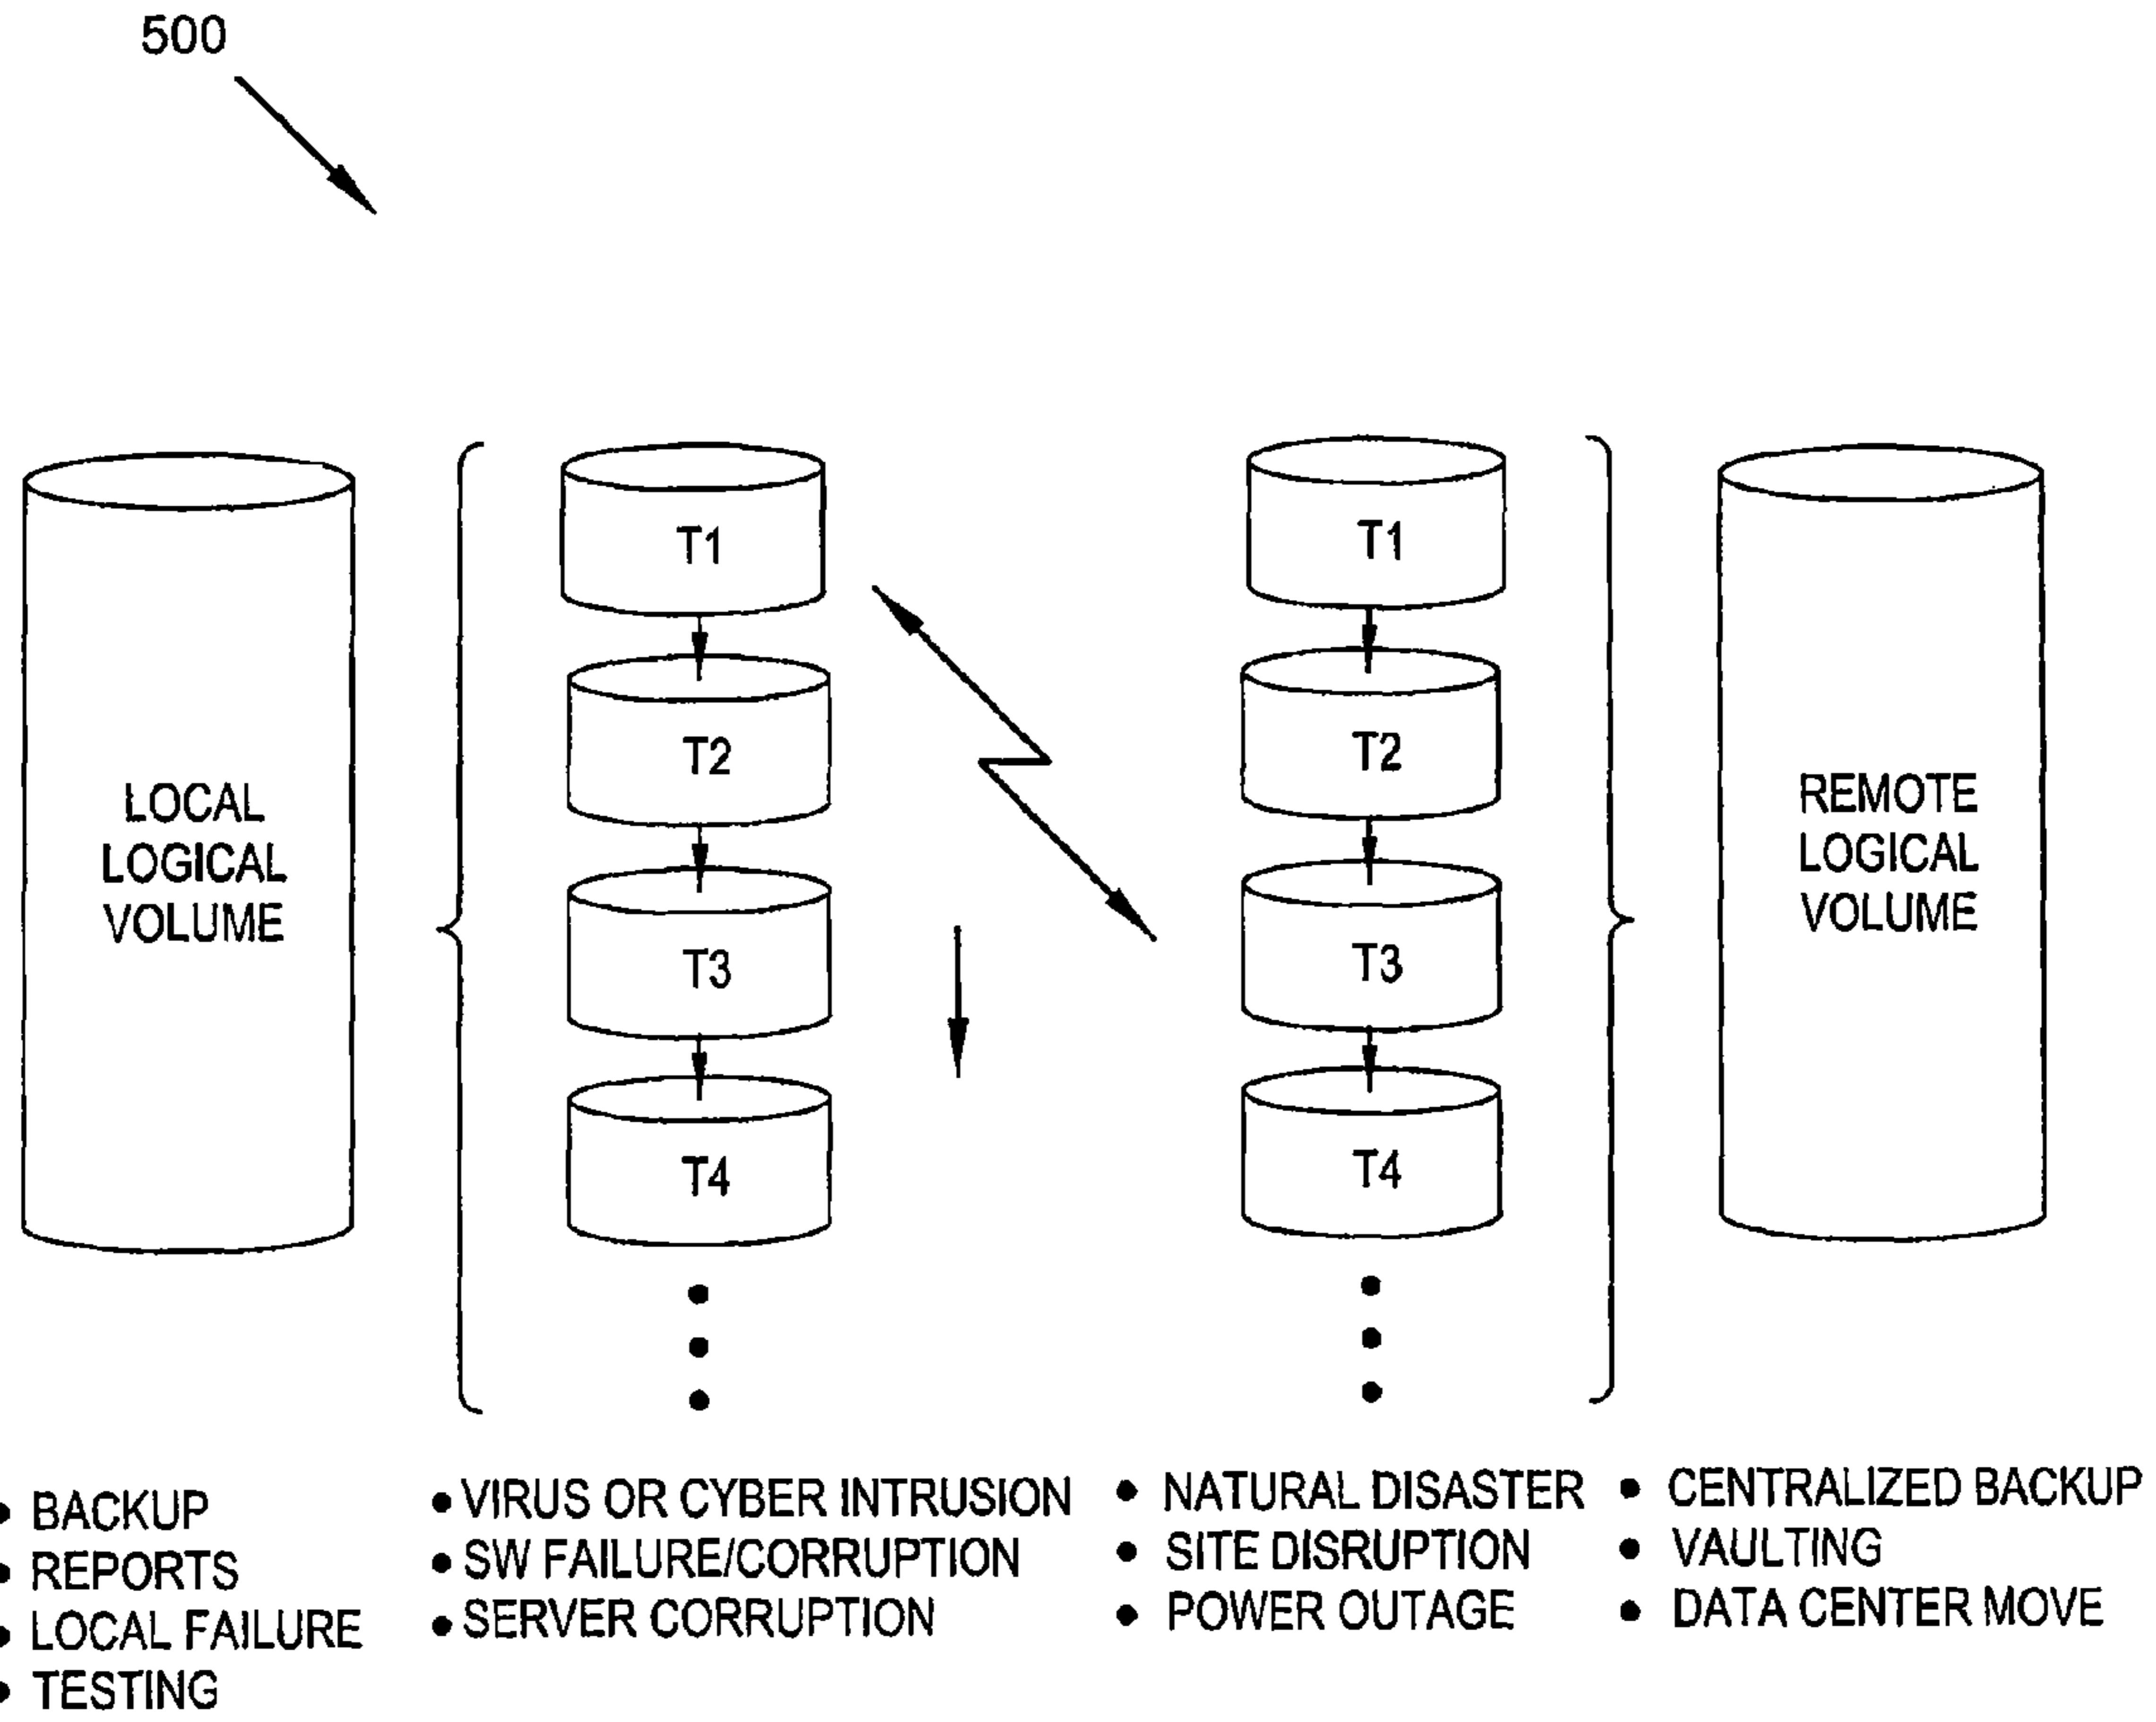 500
T1
T2
T3
T4
T1
T2
T3
T4
LOCAL
LOGICAL
VOLUME
REMOTE
LOGICAL
VOLUME
• BACKUP
• REPORTS
• LOCAL FAILURE
• TESTING
• VIRUS OR CYBER INTRUSION
• SW FAILURE/CORRUPTION
• SERVER CORRUPTION
• NATURAL DISASTER
• SITE DISRUPTION
• POWER OUTAGE
• CENTRALIZED BACKUP
• VAULTING
• DATA CENTER MOVE